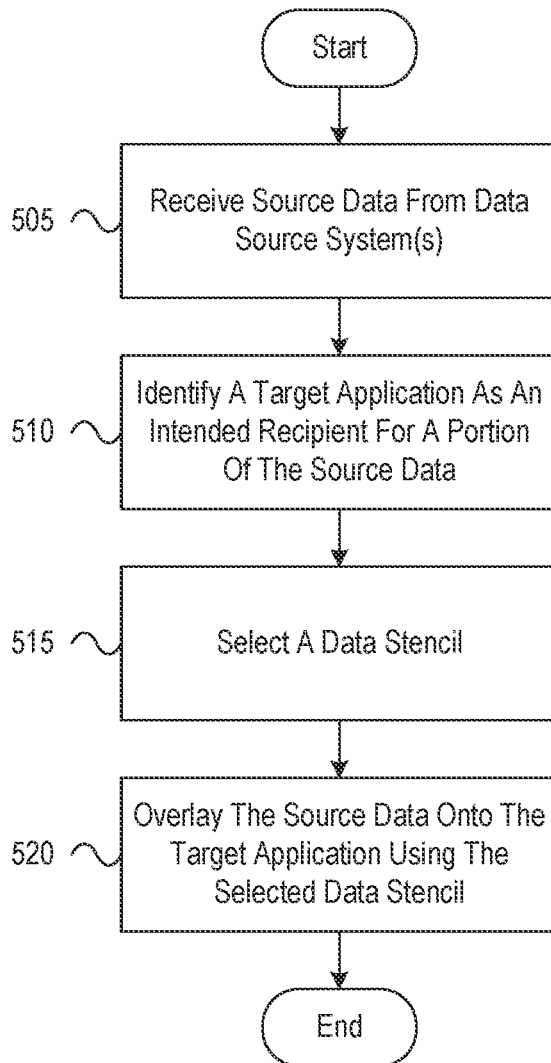 Start
505
Receive Source Data From Data
Source System(s)
510
Identify A Target Application As An
Intended Recipient For A Portion
Of The Source Data
515
Select A Data Stencil
520
Overlay The Source Data Onto The
Target Application Using The
Selected Data Stencil
End